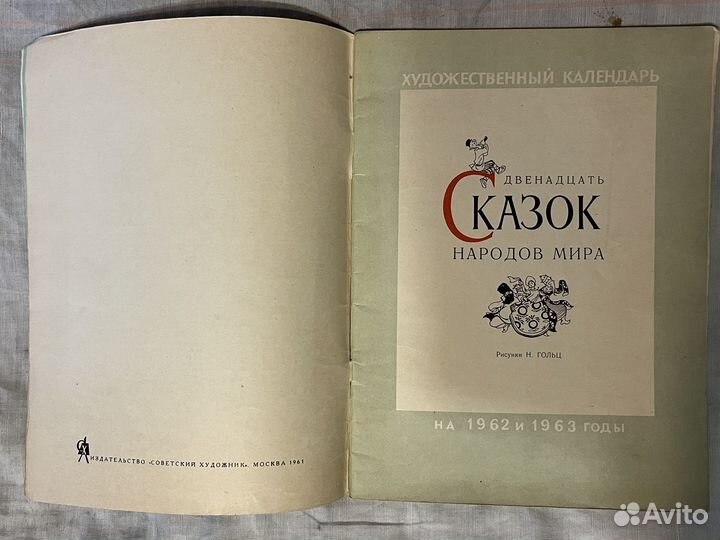 ИЗДАТЕЛЬСТВО «СОВЕТСКИЙ ХУДОЖНИК». МОСКВА 1961
ХУДОЖЕСТВЕННЫЙ КАЛЕНДАРЬ
ДВЕНАДЦАТЬ
СКАЗОК
НАРОДОВ МИРА
Рисунки Н. ГОЛЬЦ
НА 1962 И 1963 ГОДЫ
Avito